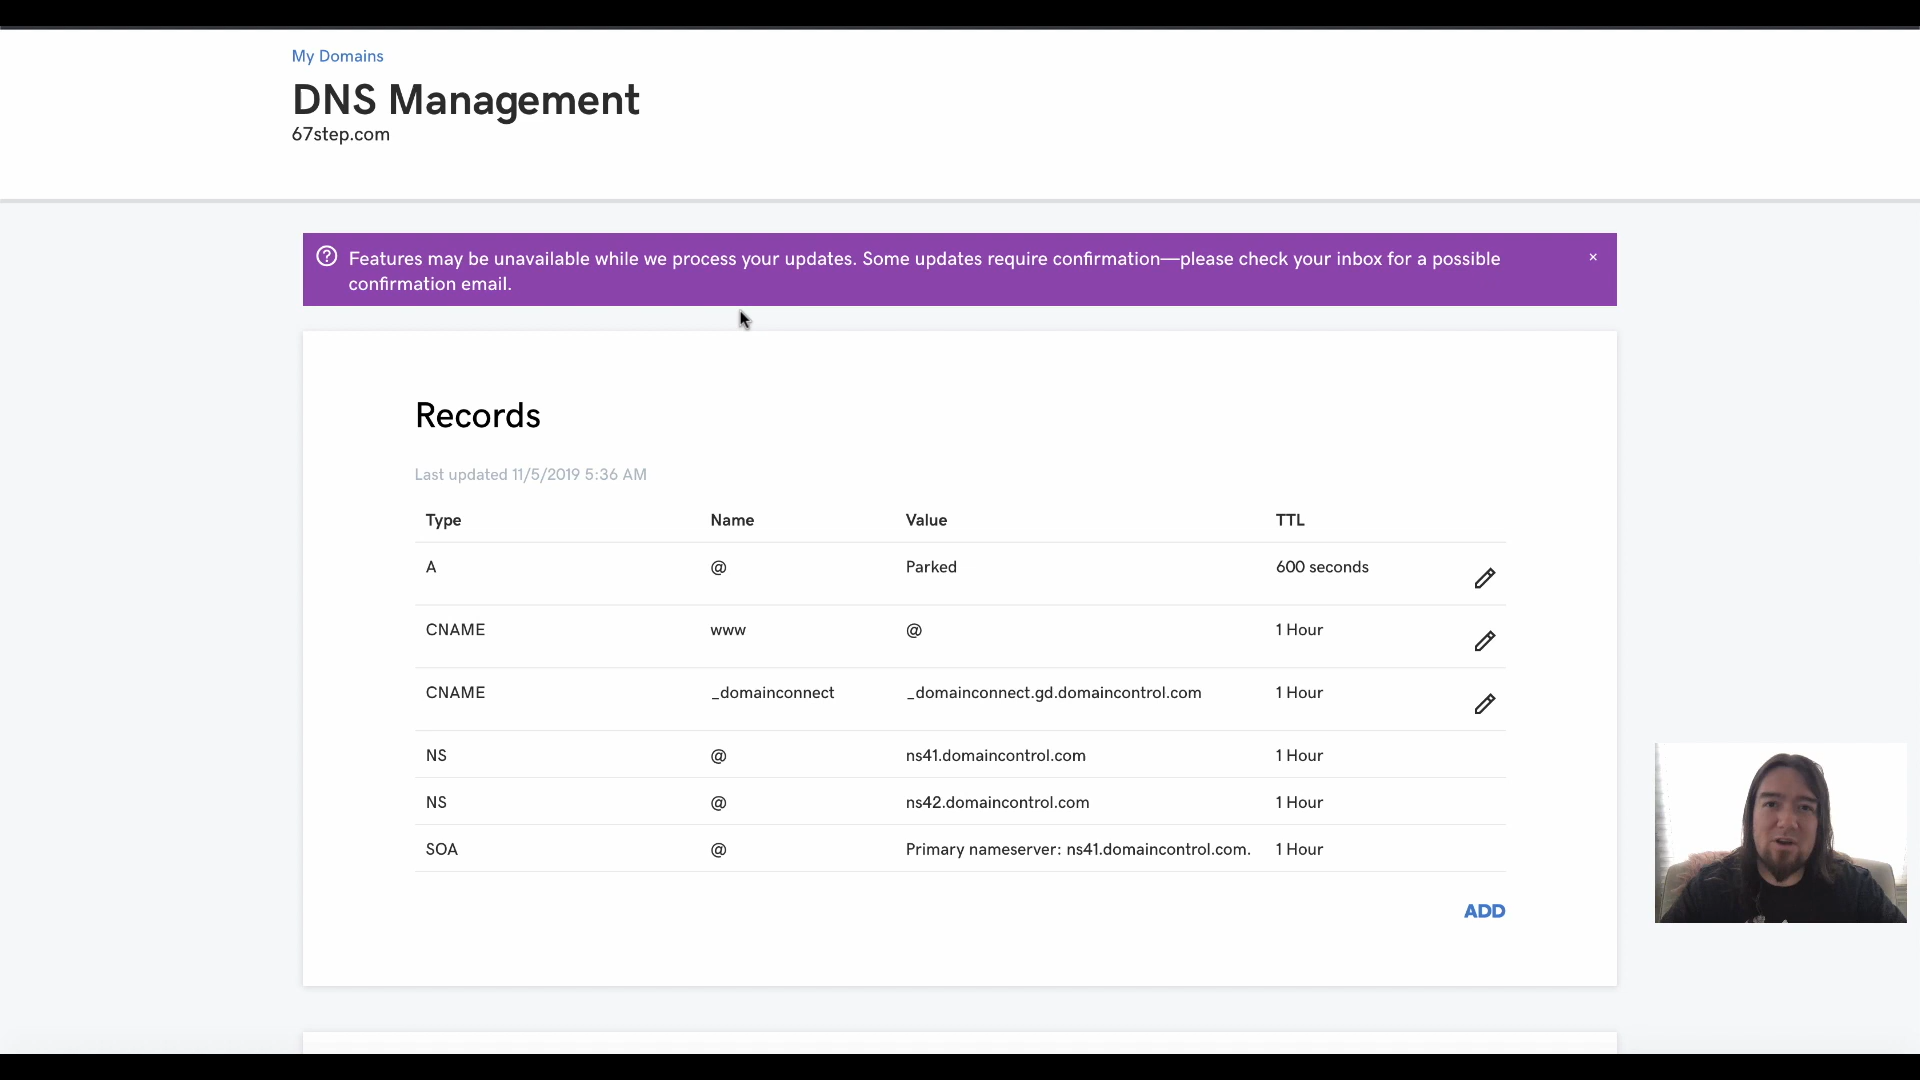 My Domains
DNS Management
67step.com
Features may be unavailable while we process your updates. Some updates require confirmation—please check your inbox for a possible
confirmation email.
×
Records
Last updated 11/5/2019 5:36 AM
Type Name Value TTL
A @ Parked 600 seconds
CNAME www @ 1 Hour
CNAME _domainconnect _domainconnect.gd.domaincontrol.com 1 Hour
NS @ ns41.domaincontrol.com 1 Hour
NS @ ns42.domaincontrol.com 1 Hour
SOA @ Primary nameserver: ns41.domaincontrol.com. 1 Hour
ADD